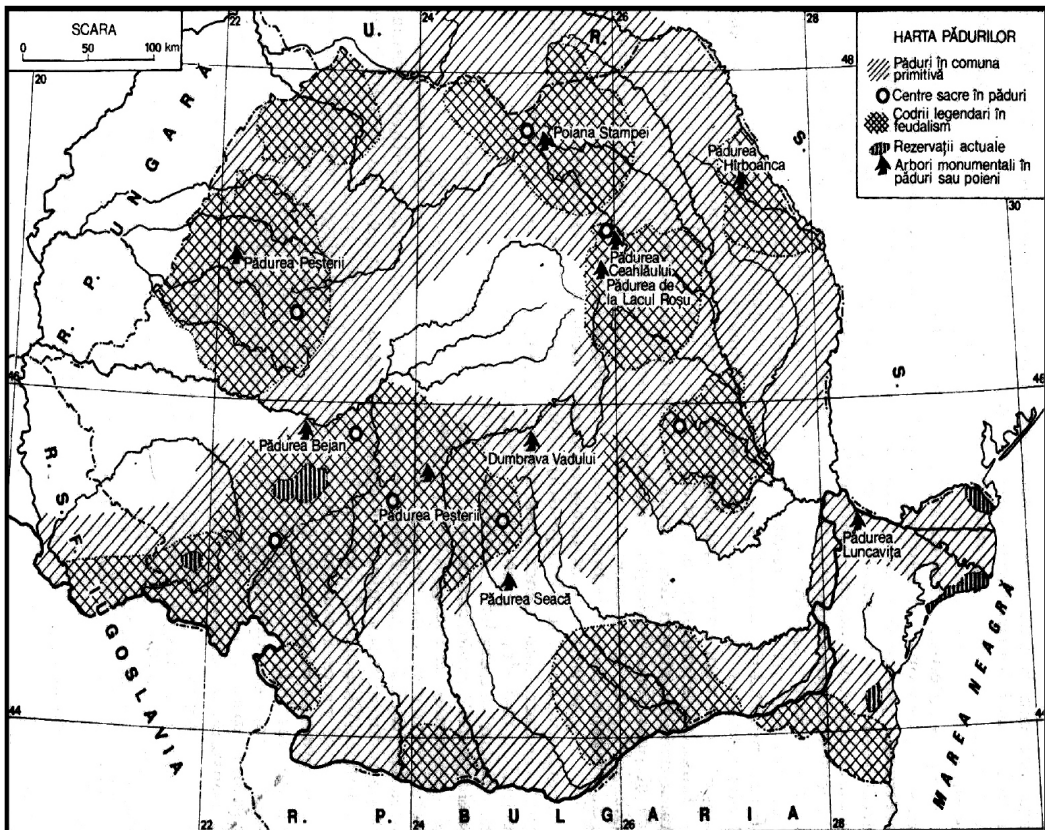 SCARA
0 50 100 km
HARTA PĂDURILOR
Păduri în comuna
primitivă
Centre sacre în păduri
Codrii legendari în
feudalism
Rezervații actuale
Arbori monumentali în
păduri sau poieni
22
24
26
28
20
48
30
U.
R.
S.
S.
R. P. UNGARA
Poiana Stampei
Pădurea
Hîrboanca
Pădurea Peșterii
Pădurea
Ceahlăului
Pădurea de
la Lacul Roșu
46
46
Pădurea Bejan
Dumbrava Vadului
Pădurea Peșterii
Pădurea
Luncavița
Pădurea Seacă
R. S. F. IUGOSLAVIA
MAREA NEAGRĂ
44
44
22
24
26
28
R. P. BULGARIA